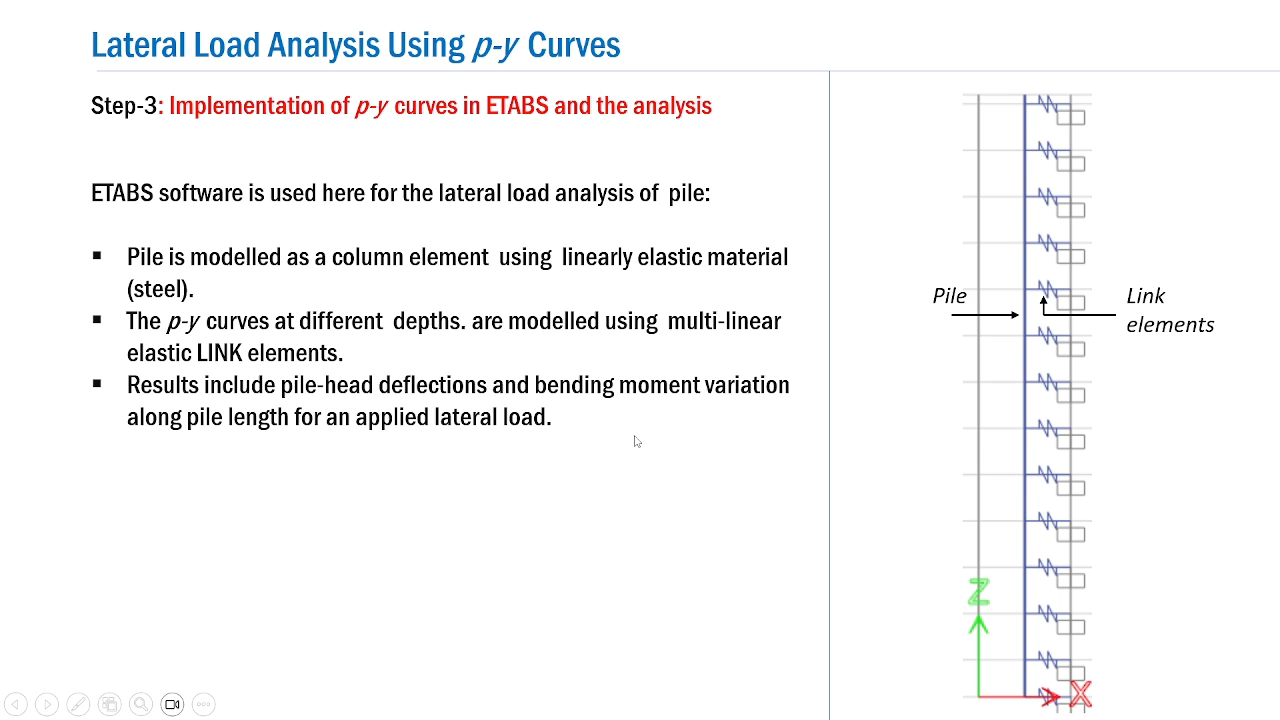 Lateral Load Analysis Using p-y Curves
Step-3: Implementation of p-y curves in ETABS and the analysis
ETABS software is used here for the lateral load analysis of pile:
▪ Pile is modelled as a column element using linearly elastic material
(steel).
▪ The p-y curves at different depths. are modelled using multi-linear
elastic LINK elements.
▪ Results include pile-head deflections and bending moment variation
along pile length for an applied lateral load.
Pile
Link
elements
Z
X